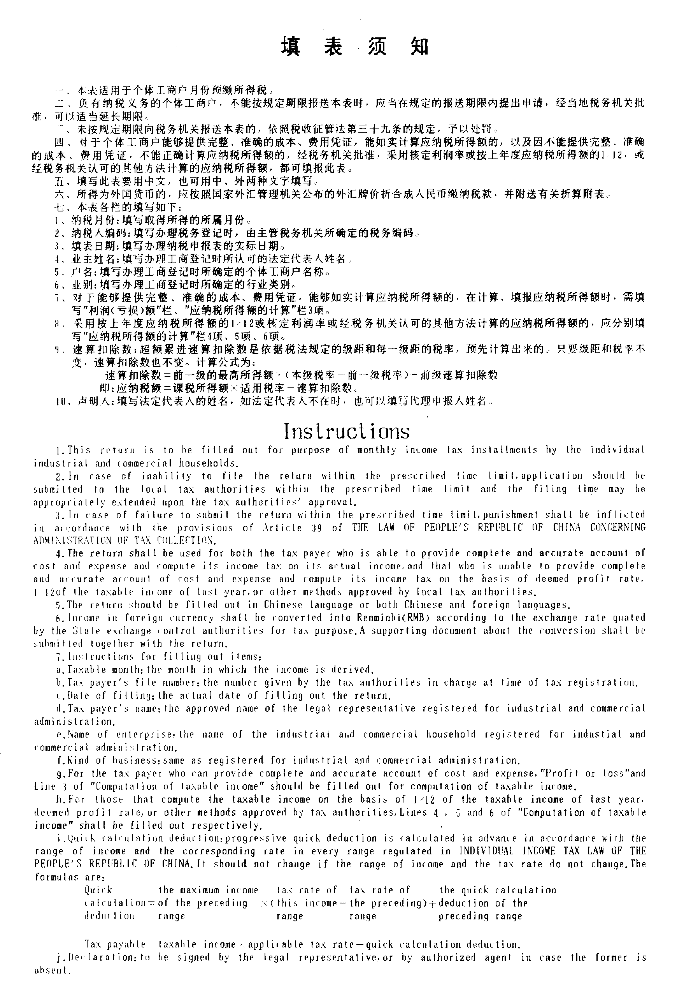 填 表 须 知
一、本表适用于个体工商户月份预缴所得税。
二、负有纳税义务的个体工商户，不能按规定期限报送本表时，应当在规定的报送期限内提出申请，经当地税务机关批
准，可以适当延长期限。
三、未按规定期限向税务机关报送本表的，依照税收征管法第三十九条的规定，予以处罚。
四、对于个体工商户能够提供完整、准确的成本、费用凭证，能如实计算应纳税所得额的，以及因不能提供完整、准确
的成本、费用凭证，不能正确计算应纳税所得额的，经税务机关批准，采用核定利润率或按上年度应纳税所得额的1/12，或
经税务机关认可的其他方法计算的应纳税所得额，都可填报此表。
五、填写此表要用中文，也可用中、外两种文字填写。
六、所得为外国货币的，应按照国家外汇管理机关公布的外汇牌价折合成人民币缴纳税款，并附送有关折算附表。
七、本表各栏的填写如下：
1、纳税月份:填写取得所得的所属月份。
2、纳税人编码:填写办理税务登记时，由主管税务机关所确定的税务编码。
3、填表日期:填写办理纳税申报表的实际日期。
4、业主姓名:填写办理工商登记时所认可的法定代表人姓名。
5、户名:填写办理工商登记时所确定的个体工商户名称。
6、业别:填写办理工商登记时所确定的行业类别。
7、对于能够提供完整、准确的成本、费用凭证，能够如实计算应纳税所得额的，在计算、填报应纳税所得额时，需填
写"利润(亏损)额"栏、"应纳税所得额的计算"栏3项。
8、采用按上年度应纳税所得额的1/12或核定利润率或经税务机关认可的其他方法计算的应纳税所得额的，应分别填
写"应纳税所得额的计算"栏4项、5项、6项。
9、速算扣除数:超额累进速算扣除数是依据税法规定的级距和每一级距的税率，预先计算出来的。只要级距和税率不
变，速算扣除数也不变。计算公式为：
速算扣除数＝前一级的最高所得额×(本级税率－前一级税率)＋前级速算扣除数
即:应纳税额＝课税所得额×适用税率－速算扣除数。
10、声明人:填写法定代表人的姓名，如法定代表人不在时，也可以填写代理申报人姓名。
Instructions
1.This return is to be filled out for purpose of monthly income tax installments by the individual
industrial and commercial households.
2.In case of inability to file the return within the prescribed time limit,application should be
submitted to the local tax authorities within the prescribed time limit and the filing time may be
appropriately extended upon the tax authorities' approval.
3.In case of failure to submit the return within the prescribed time limit,punishment shall be inflicted
in accordance with the provisions of Article 39 of THE LAW OF PEOPLE'S REPUBLIC OF CHINA CONCERNING
ADMINISTRATION OF TAX COLLECTION.
4.The return shall be used for both the tax payer who is able to provide complete and accurate account of
cost and expense and compute its income tax on its actual income,and that who is unable to provide complete
and accurate account of cost and expense and compute its income tax on the basis of deemed profit rate,
1 12of the taxable income of last year,or other methods approved by local tax authorities.
5.The return should be filled out in Chinese language or both Chinese and foreign languages.
6.Income in foreign currency shall be converted into Renminbi(RMB) according to the exchange rate quated
by the State exchange control authorities for tax purpose.A supporting document about the conversion shall be
submitted together with the return.
7.Instructions for filling out items:
a.Taxable month:the month in which the income is derived.
b.Tax payer's file number:the number given by the tax authorities in charge at time of tax registration.
c.Date of filling:the actual date of filling out the return.
d.Tax payer's name:the approved name of the legal representative registered for industrial and commercial
administration.
e.Name of enterprise:the name of the industrial and commercial household registered for industial and
commercial administration.
f.Kind of business:same as registered for industrial and commercial administration.
g.For the tax payer who can provide complete and accurate account of cost and expense,"Profit or loss"and
Line 3 of "Computation of taxable income" should be filled out for computation of taxable income.
h.For those that compute the taxable income on the basis of 1/12 of the taxable income of last year,
deemed profit rate,or other methods approved by tax authorities,Lines 4 , 5 and 6 of "Computation of taxable
income" shall be filled out respectively.
i.Quick calculation deduction:progressive quick deduction is calculated in advance in accordance with the
range of income and the corresponding rate in every range regulated in INDIVIDUAL INCOME TAX LAW OF THE
PEOPLE'S REPUBLIC OF CHINA.It should not change if the range of income and the tax rate do not change.The
formulas are:
Quick the maximum income tax rate of tax rate of the quick calculation
calculation＝of the preceding ×(this income－the preceding)＋deduction of the
deduction range range range preceding range
Tax payable＝taxable income×applicable tax rate－quick calculation deduction.
j.Declaration:to be signed by the legal representative,or by authorized agent in case the former is
absent.